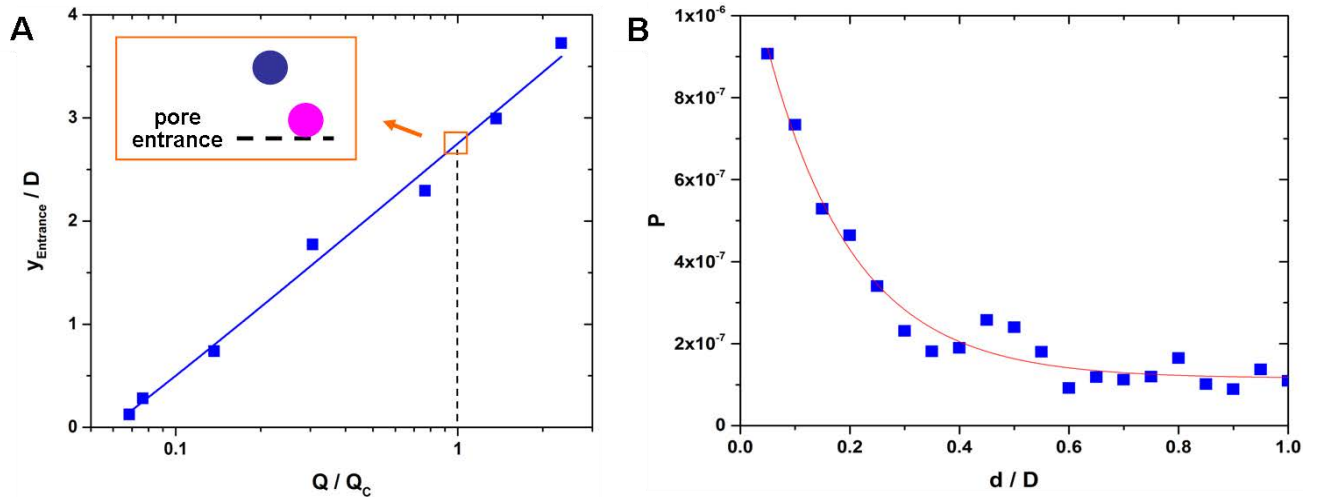 A
pore
entrance
y_Entrance / D
4
3
2
1
0
0.1
1
Q / Q_C
B
P
1x10^-6
8x10^-7
6x10^-7
4x10^-7
2x10^-7
0
0.0
0.2
0.4
0.6
0.8
1.0
d / D